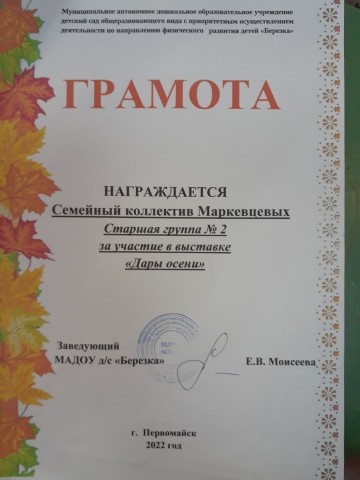 Муниципальное автономное дошкольное образовательное учреждение
детский сад общеразвивающего вида с приоритетным осуществлением
деятельности по направлению физического развития детей «Березка»
ГРАМОТА
НАГРАЖДАЕТСЯ
Семейный коллектив Маркевцевых
Старшая группа № 2
за участие в выставке
«Дары осени»
Заведующий
МАДОУ д/с «Березка»
Е.В. Моисеева
г. Первомайск
2022 год